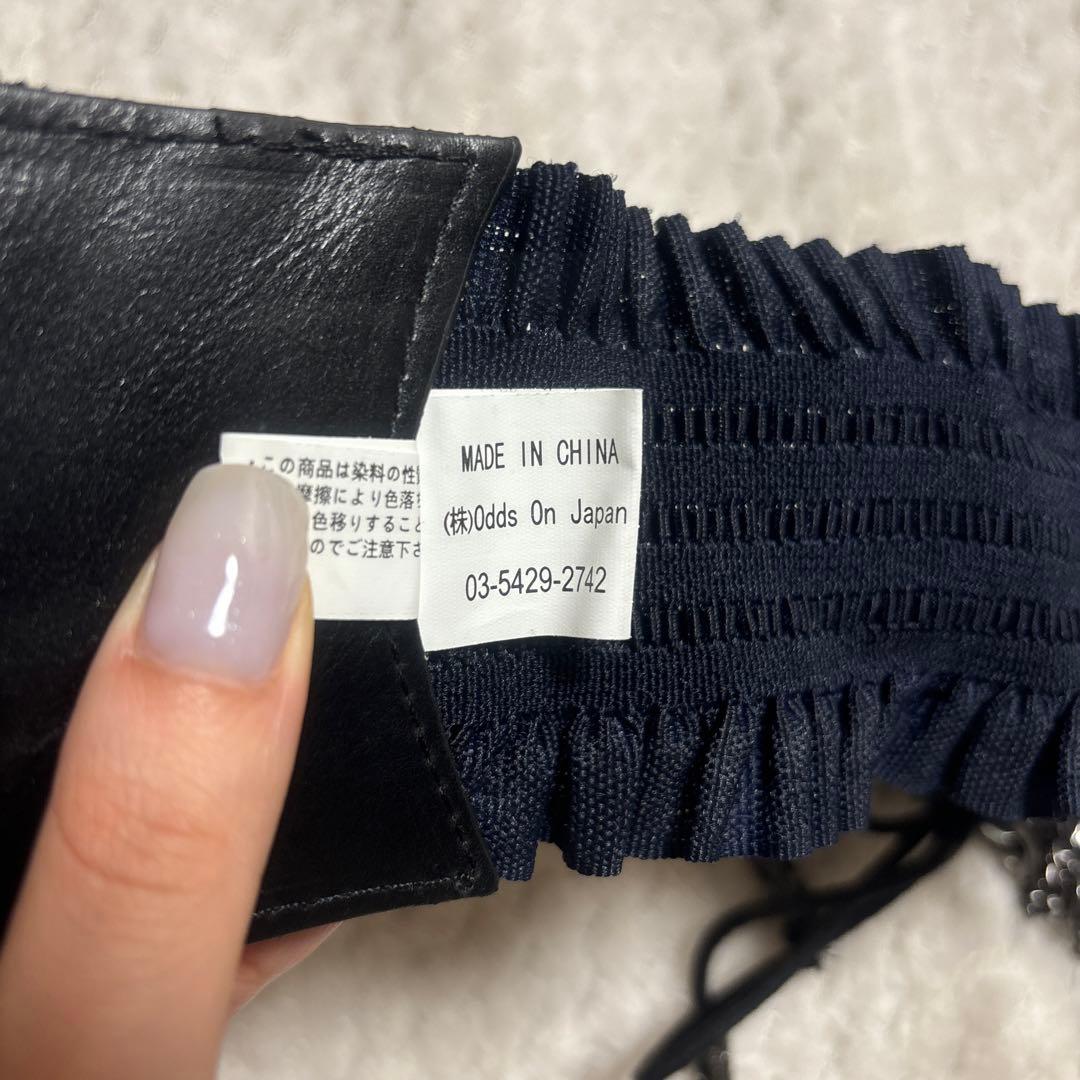 この商品は染料の性
摩擦により色落
色移りすること
のでご注意下さ
MADE IN CHINA
(株)Odds On Japan
03-5429-2742